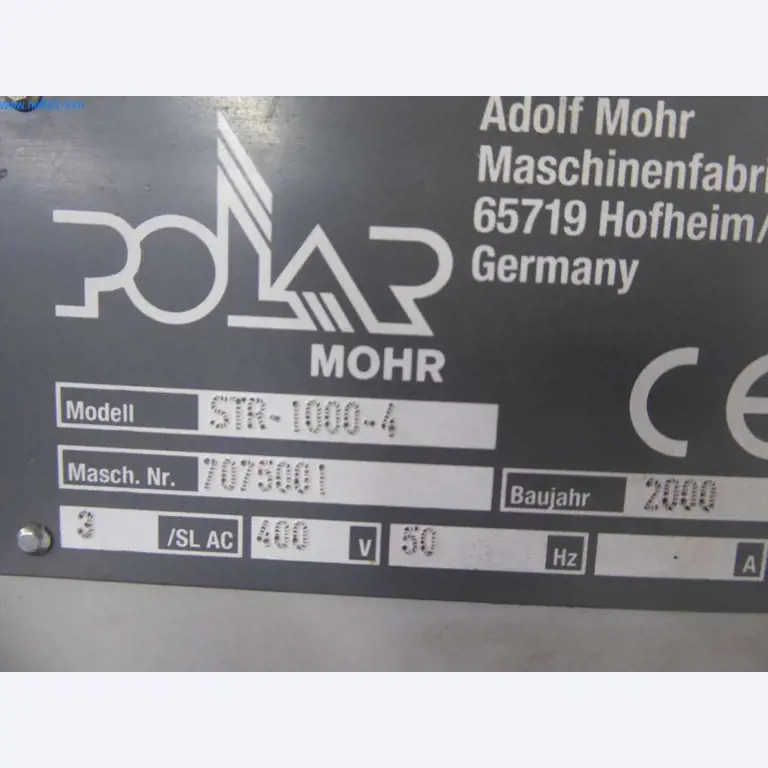 Adolf Mohr
Maschinenfabri
65719 Hofheim/
Germany
POLAR
MOHR
CE
Modell STR-1000-4
Masch. Nr. 7075001
Baujahr 2000
3 /SL AC 400 V 50 Hz A